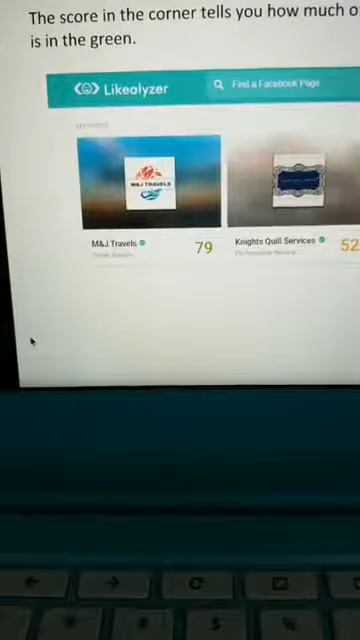 The score in the corner tells you how much o
is in the green.
Likealyzer
Find a Facebook Page
M&J TRAVELS
M&J Travels
79
Knights Quill Services
52
$